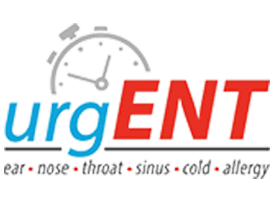 urgENT
ear • nose • throat • sinus • cold • allergy